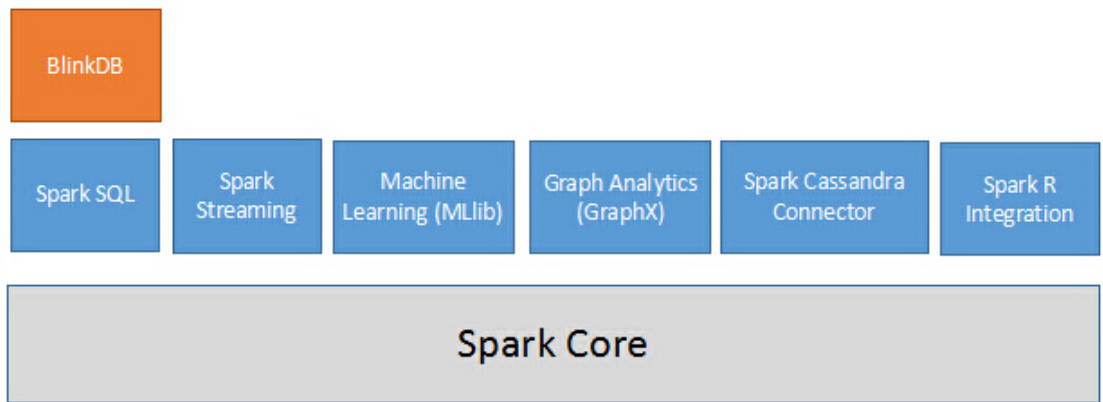 BlinkDB
Spark SQL
Spark
Streaming
Machine
Learning (MLlib)
Graph Analytics
(GraphX)
Spark Cassandra
Connector
Spark R
Integration
Spark Core